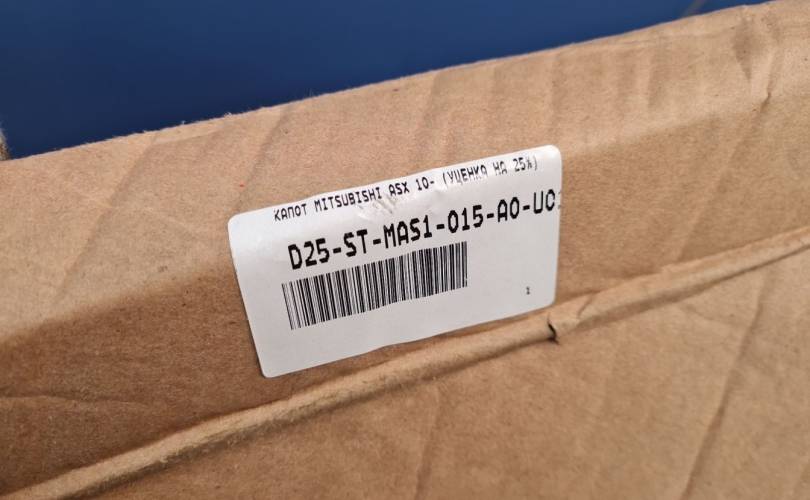 КАПОТ MITSUBISHI ASX 10- (УЦЕНКА НА 25%)
D25-ST-MAS1-015-A0-UC
1